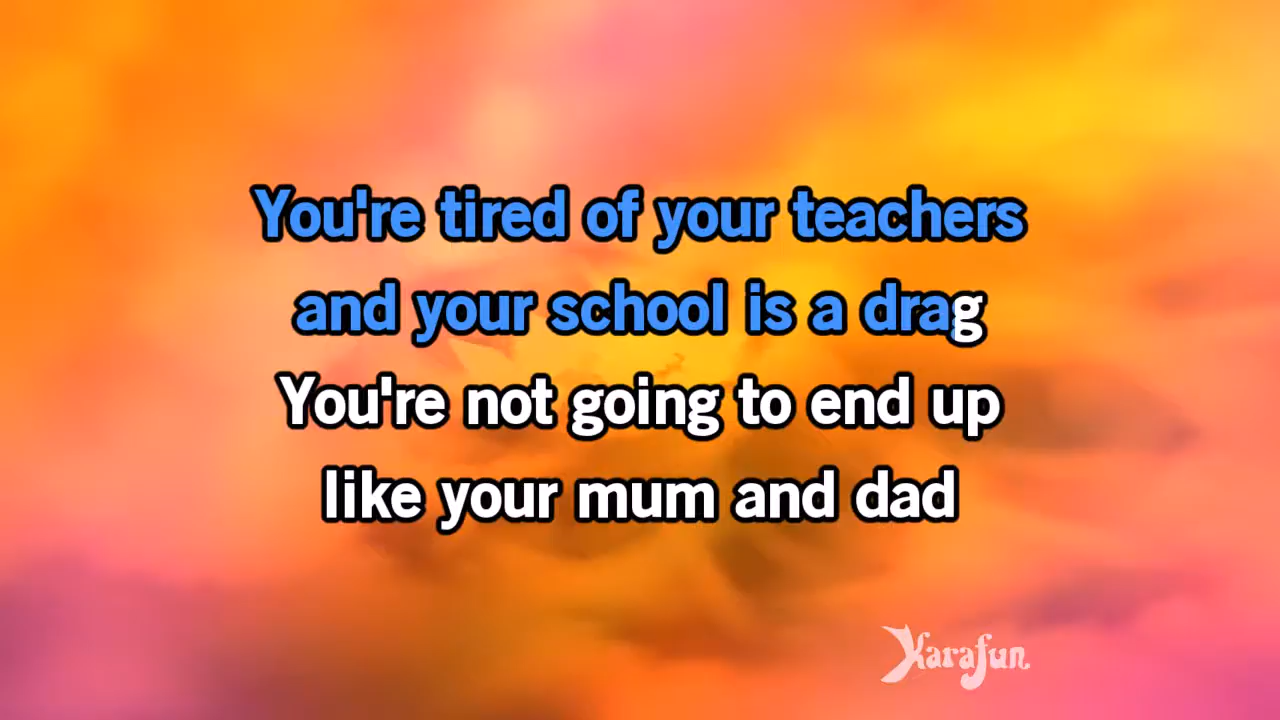 You're tired of your teachers
and your school is a drag
You're not going to end up
like your mum and dad
Karafun